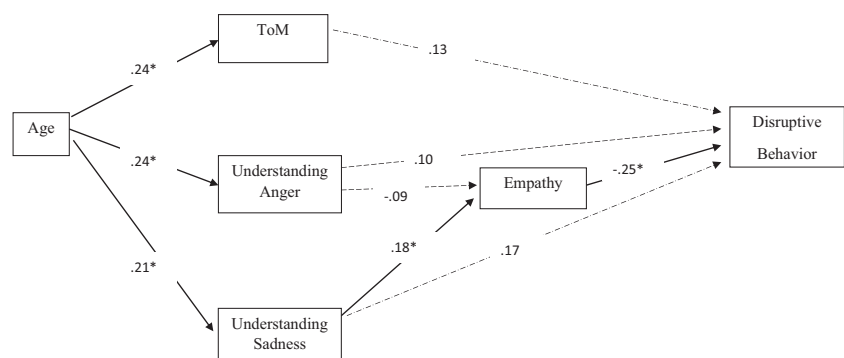 ToM
.13
.24*
Age
Disruptive
Behavior
.10
.24*
Understanding
Anger
-.09
Empathy
-.25*
.18*
.17
.21*
Understanding
Sadness